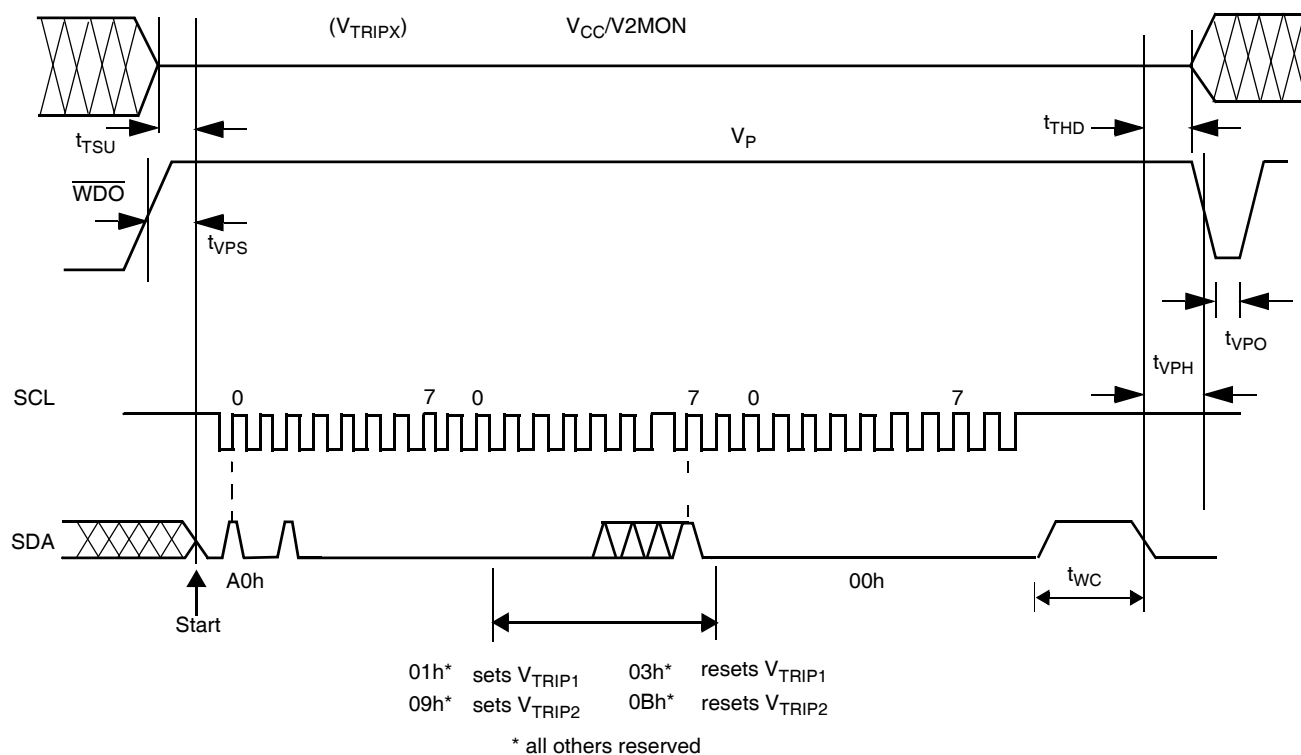 (VTRIPX) VCC/V2MON
tTSU tTHD
VP
WDO
tVPS
tVPO
tVPH
0 7 0 7 0 7
SCL
SDA
A0h 00h tWC
Start
01h* sets VTRIP1 03h* resets VTRIP1
09h* sets VTRIP2 0Bh* resets VTRIP2
* all others reserved